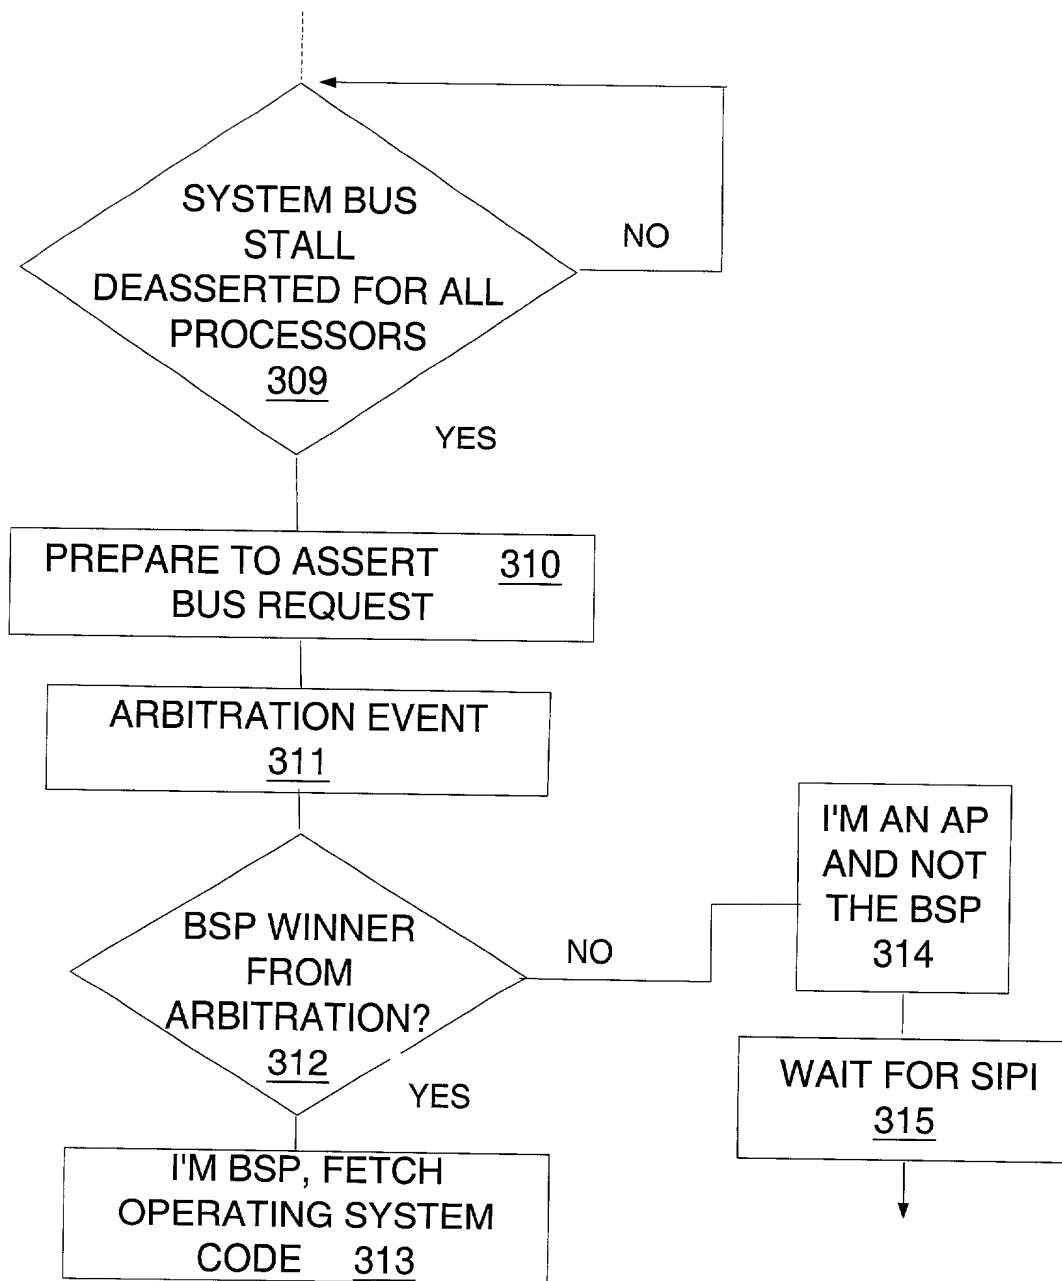 SYSTEM BUS
STALL
DEASSERTED FOR ALL
PROCESSORS
309
NO
YES
PREPARE TO ASSERT 310
BUS REQUEST
ARBITRATION EVENT
311
BSP WINNER
FROM
ARBITRATION?
312
NO
YES
I'M AN AP
AND NOT
THE BSP
314
WAIT FOR SIPI
315
I'M BSP, FETCH
OPERATING SYSTEM
CODE 313